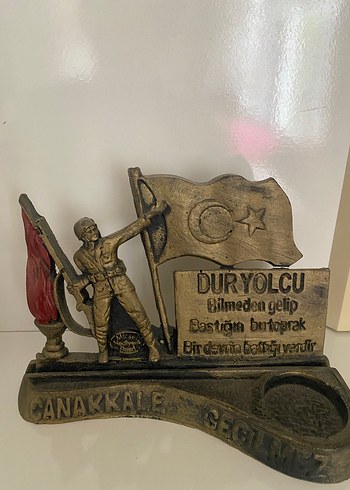 DUR YOLCU
Bilmeden gelip
Bastığın bu toprak
Bir devrin battığı yerdir
ÇANAKKALE GEÇİLMEZ